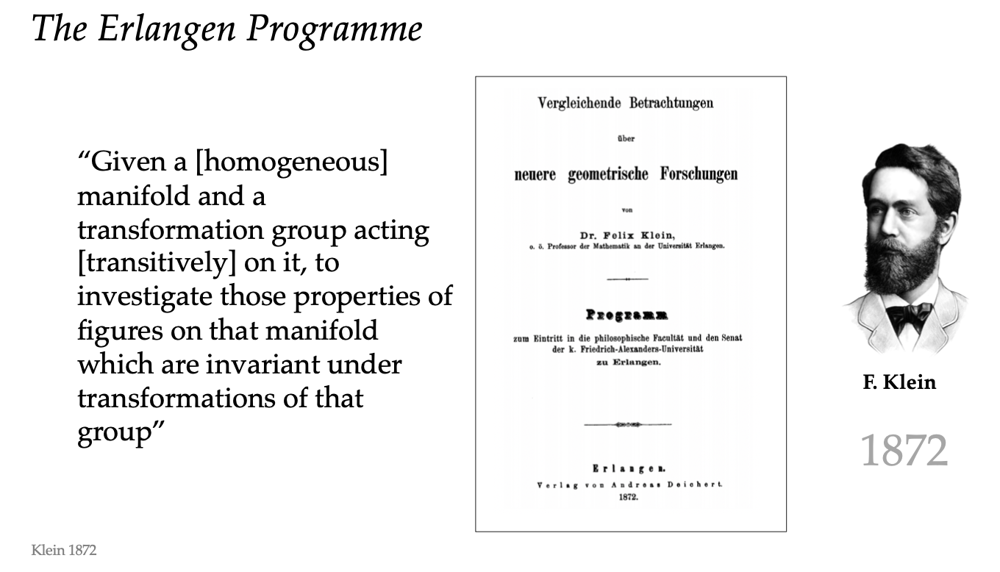 The Erlangen Programme
“Given a [homogeneous]
manifold and a
transformation group acting
[transitively] on it, to
investigate those properties of
figures on that manifold
which are invariant under
transformations of that
group”
Vergleichende Betrachtungen
über
neuere geometrische Forschungen
von
Dr. Felix Klein,
o. ö. Professor der Mathematik an der Universität Erlangen.
Programm
zum Eintritt in die philosophische Facultät und den Senat
der k. Friedrich-Alexanders-Universität
zu Erlangen.
Erlangen.
Verlag von Andreas Deichert.
1872.
F. Klein
1872
Klein 1872